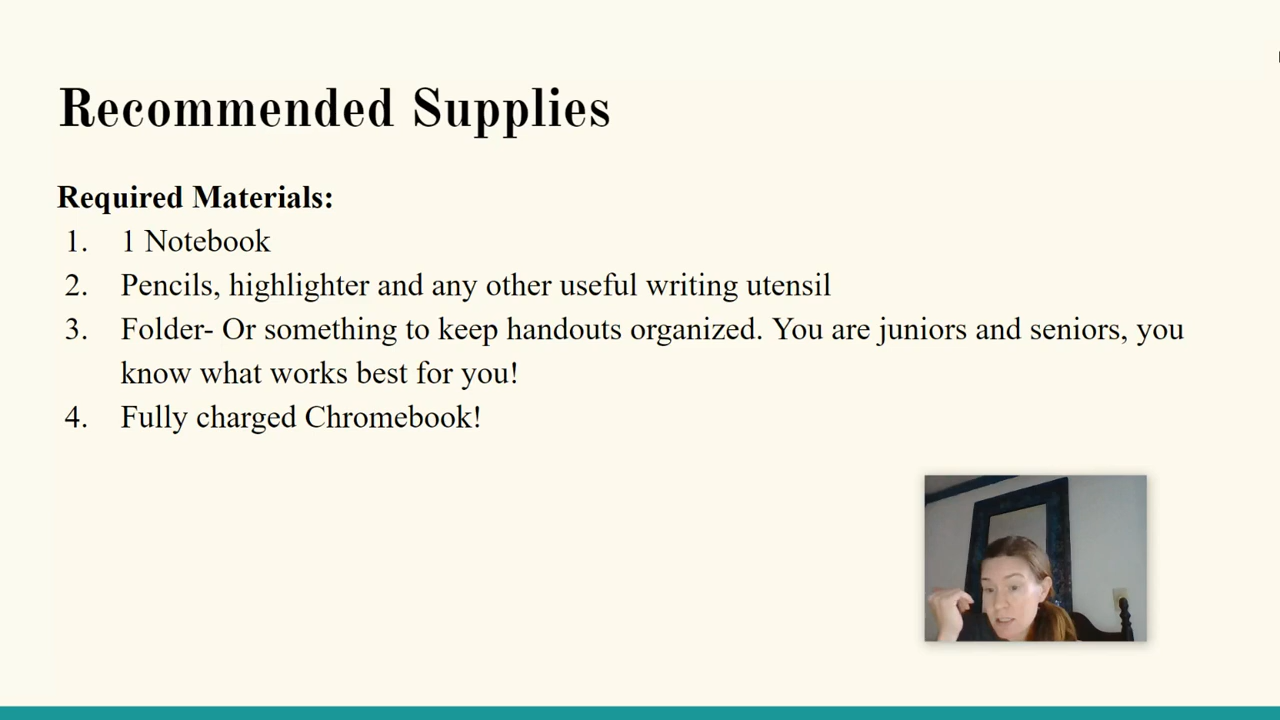 Recommended Supplies
Required Materials:
1. 1 Notebook
2. Pencils, highlighter and any other useful writing utensil
3. Folder- Or something to keep handouts organized. You are juniors and seniors, you
know what works best for you!
4. Fully charged Chromebook!